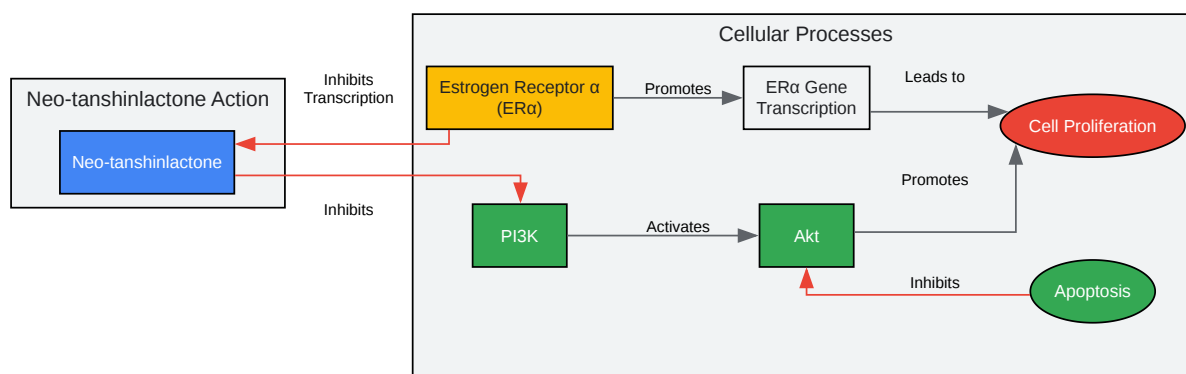 Cellular Processes
Neo-tanshinlactone Action
Neo-tanshinlactone
Inhibits
Transcription
Inhibits
Estrogen Receptor α
(ERα)
Promotes
ERα Gene
Transcription
Leads to
Cell Proliferation
PI3K
Activates
Akt
Promotes
Inhibits
Apoptosis